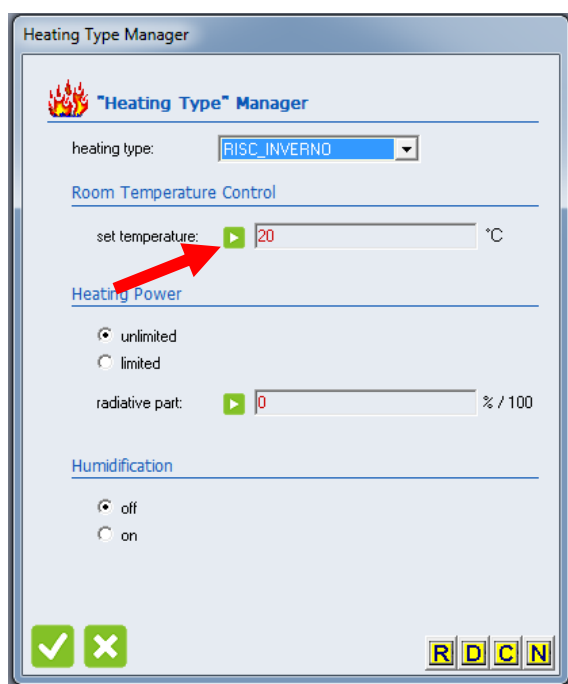 Heating Type Manager
"Heating Type" Manager
heating type: RISC_INVERNO
Room Temperature Control
set temperature: 20 °C
Heating Power
unlimited
limited
radiative part: 0 % / 100
Humidification
off
on
R D C N